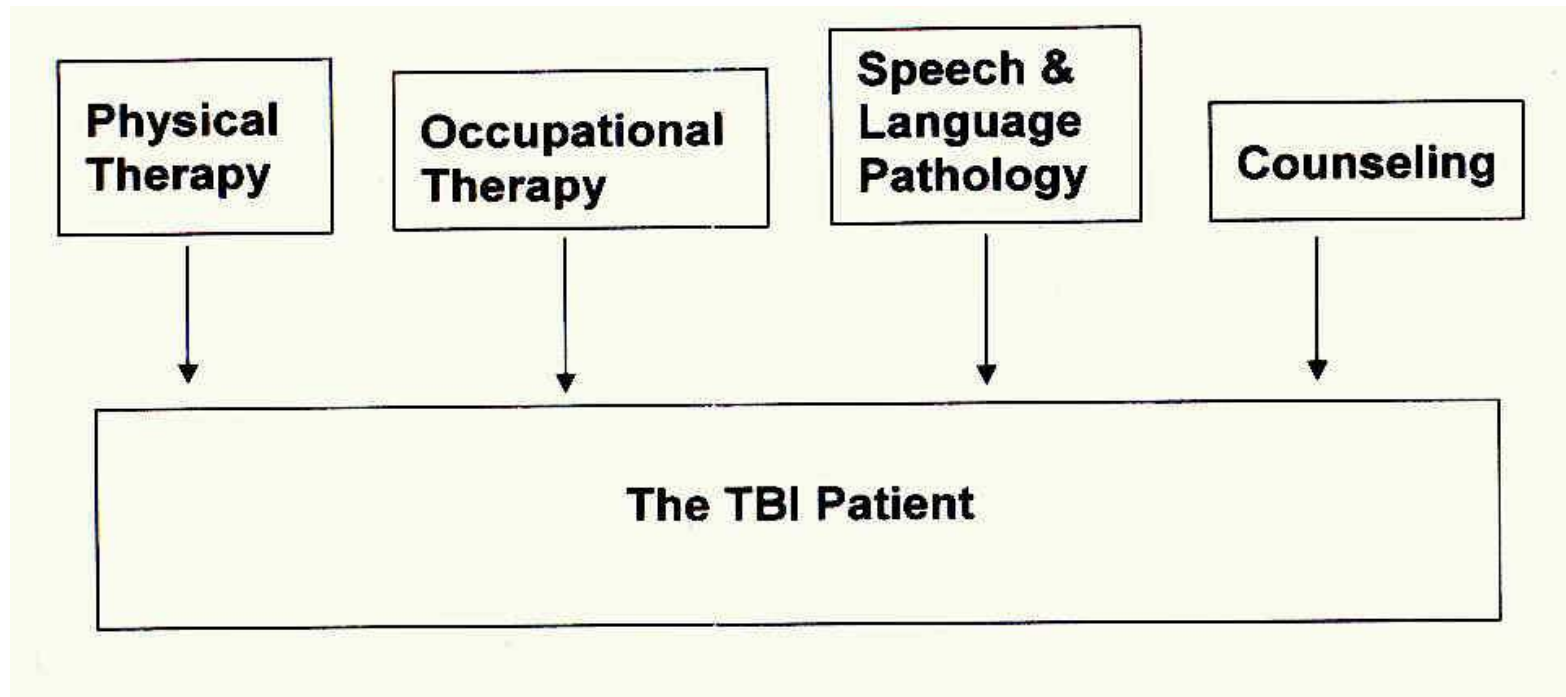 Physical
Therapy
Occupational
Therapy
Speech &
Language
Pathology
Counseling
The TBI Patient